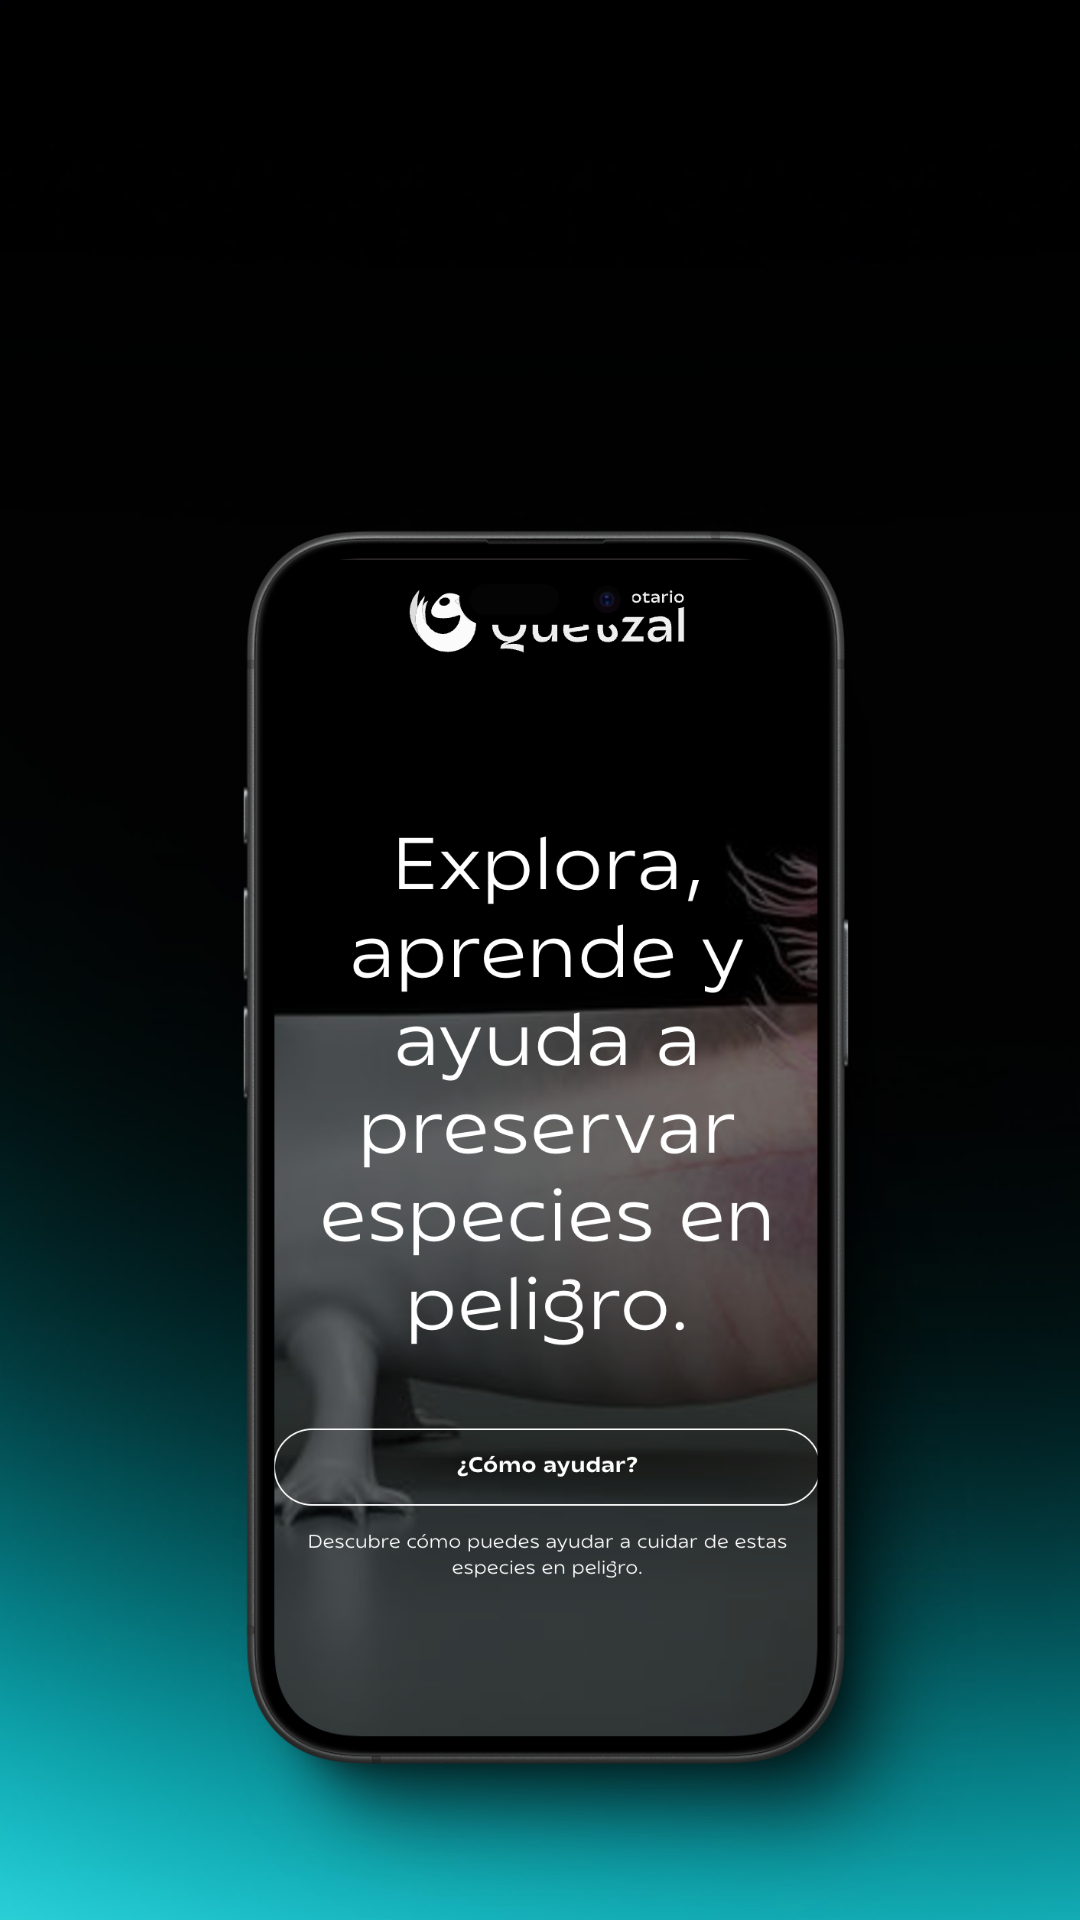 otario
Quetzal
Explora,
aprende y
ayuda a
preservar
especies en
peligro.
¿Cómo ayudar?
Descubre cómo puedes ayudar a cuidar de estas
especies en peligro.